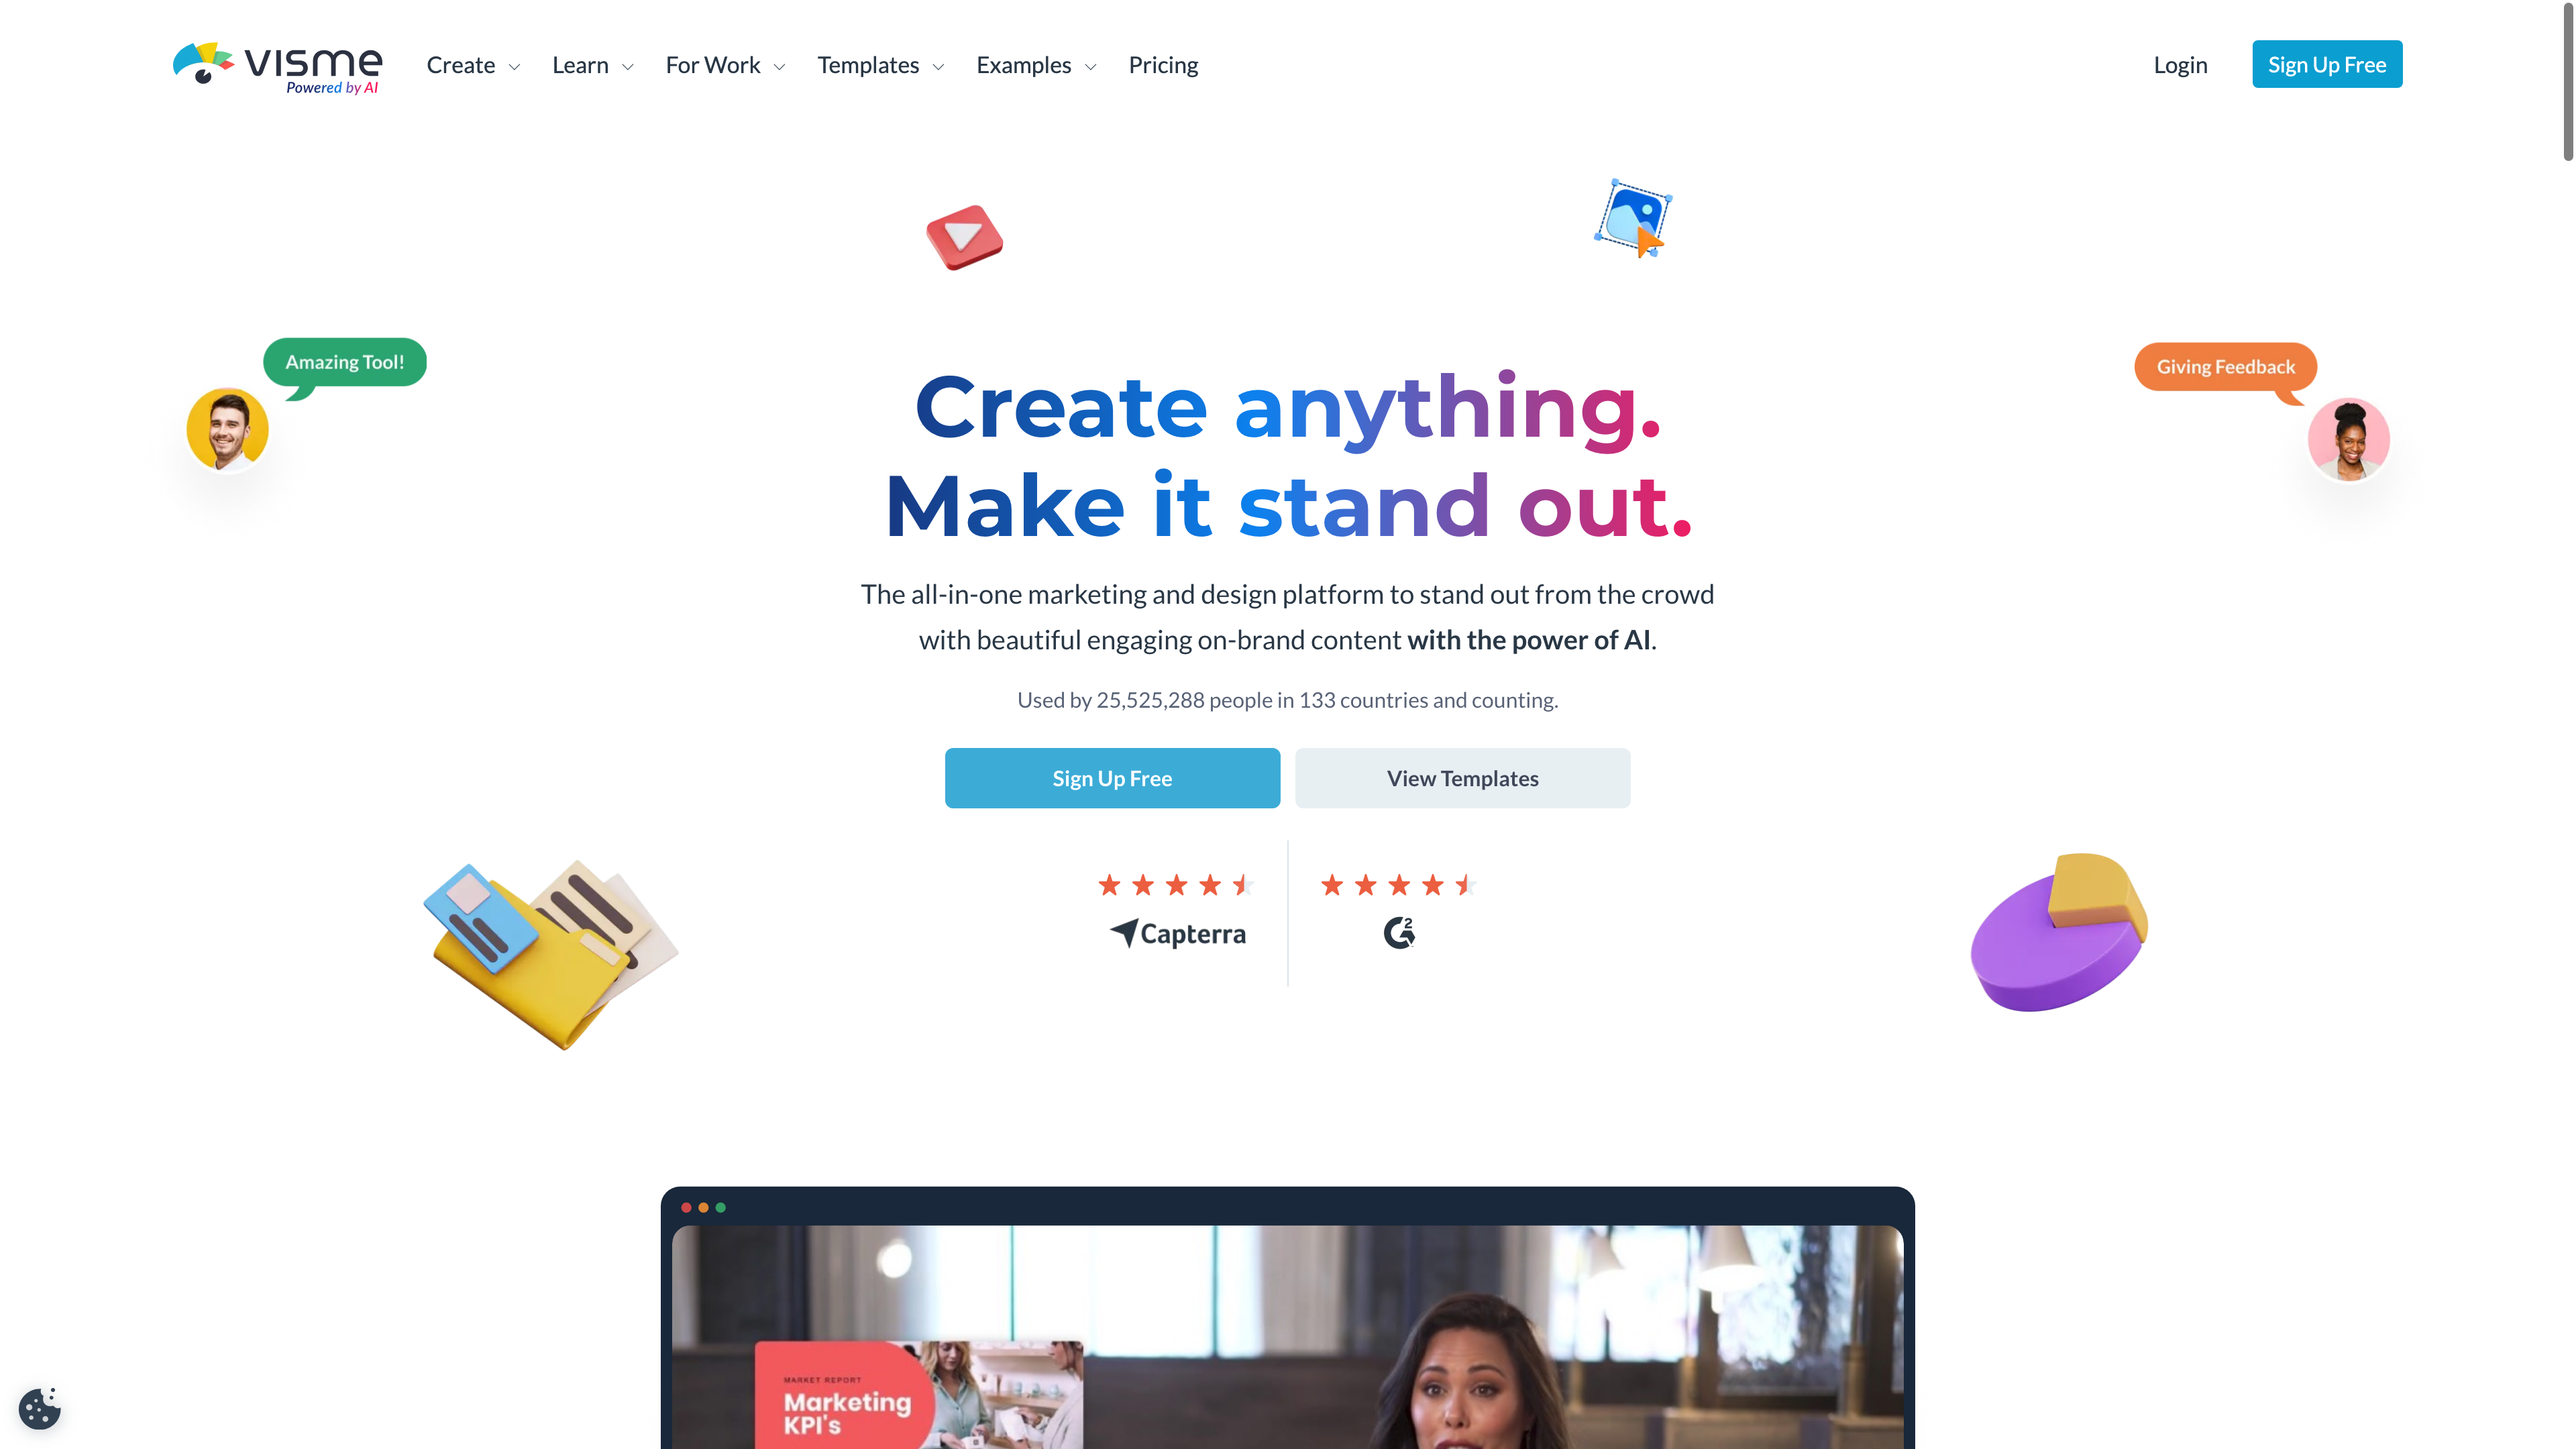 visme
Powered by AI
Create
Learn
For Work
Templates
Examples
Pricing
Login
Sign Up Free
Amazing Tool!
Giving Feedback
Create anything.
Make it stand out.
The all-in-one marketing and design platform to stand out from the crowd
with beautiful engaging on-brand content with the power of AI.
Used by 25,525,288 people in 133 countries and counting.
Sign Up Free
View Templates
Capterra
G2
MARKET REPORT
Marketing
KPI's